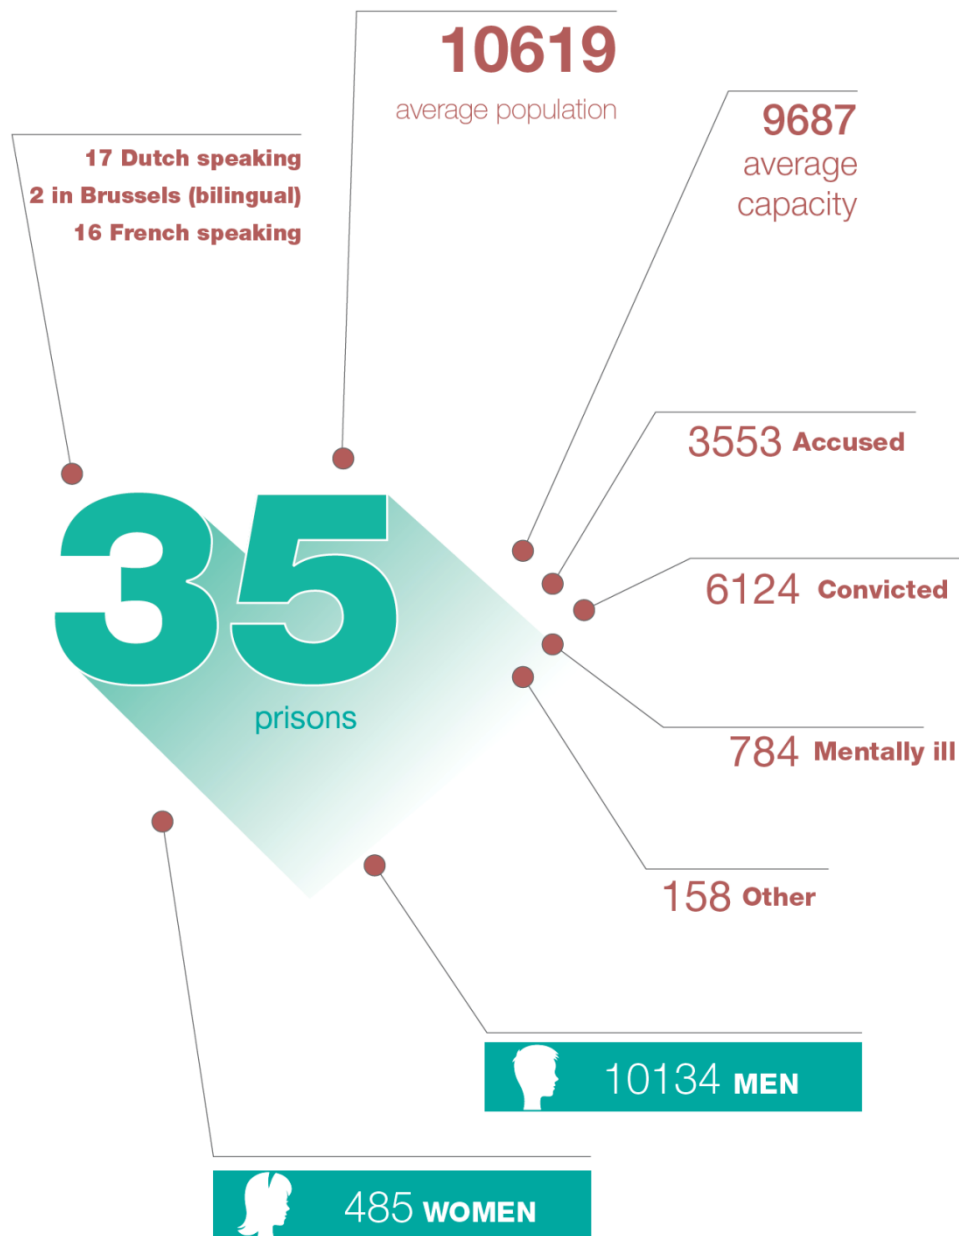 10619
average population
9687
average
capacity
17 Dutch speaking
2 in Brussels (bilingual)
16 French speaking
3553 Accused
6124 Convicted
35
prisons
784 Mentally ill
158 Other
10134 MEN
485 WOMEN